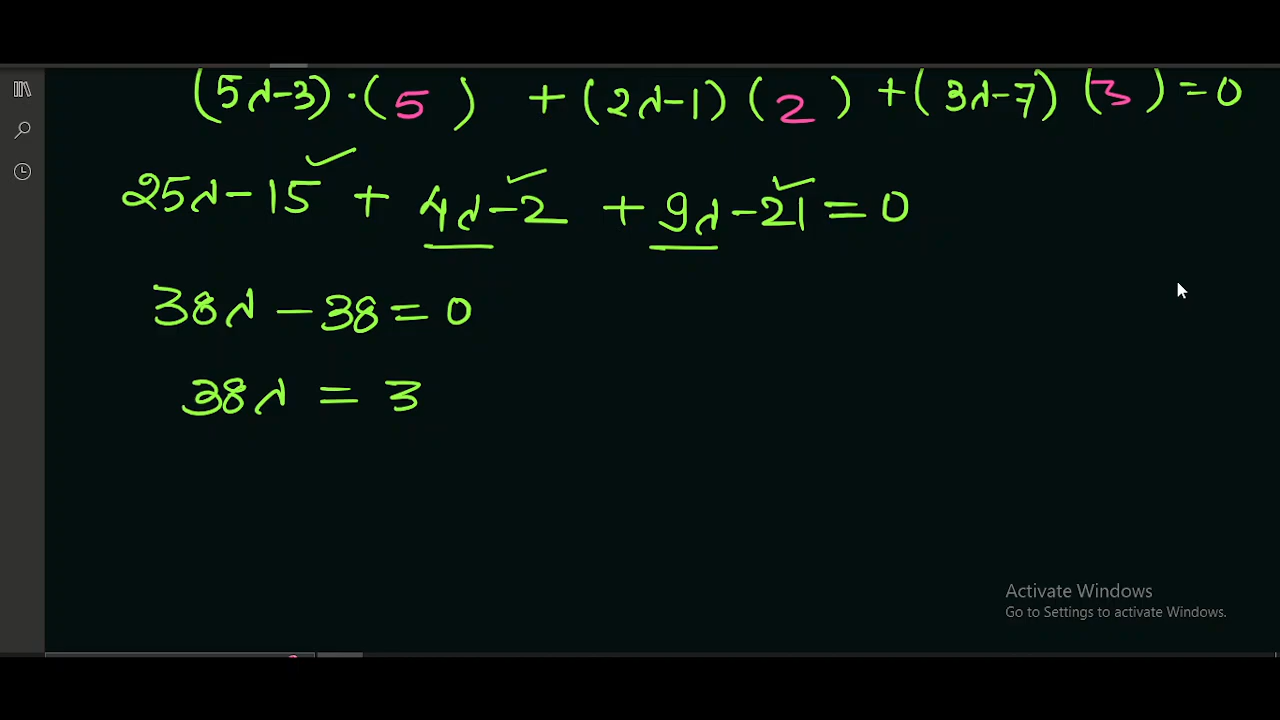 (5λ-3)·(5) +(2λ-1)(2) +(3λ-7)(3)=0
25λ-15 + 4λ-2 + 9λ-21=0
38λ-38=0
38λ = 3
Activate Windows
Go to Settings to activate Windows.